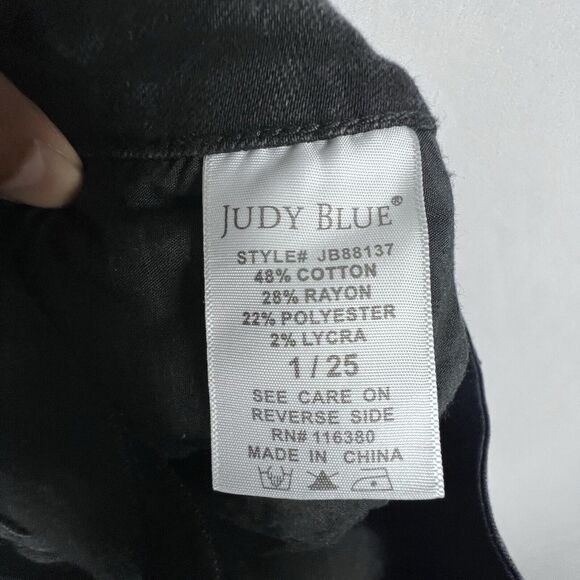 JUDY BLUE®
STYLE# JB88137
48% COTTON
28% RAYON
22% POLYESTER
2% LYCRA
1 / 25
SEE CARE ON
REVERSE SIDE
RN# 116380
MADE IN CHINA